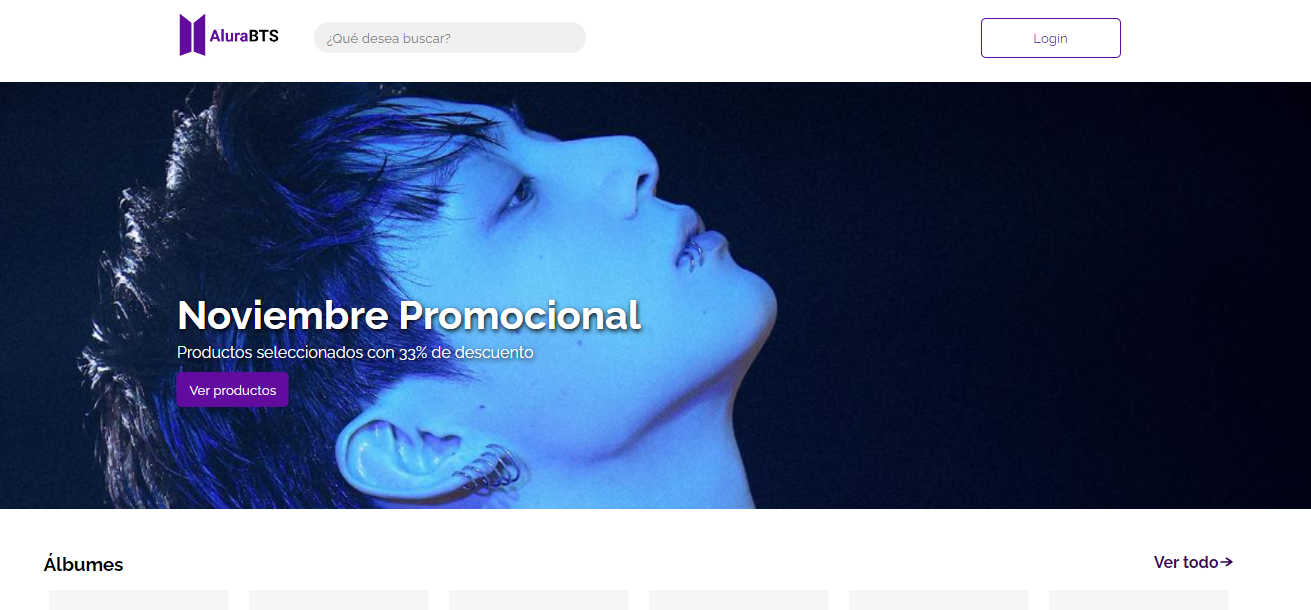 AluraBTS
¿Qué desea buscar?
Login
Noviembre Promocional
Productos seleccionados con 33% de descuento
Ver productos
Álbumes
Ver todo→